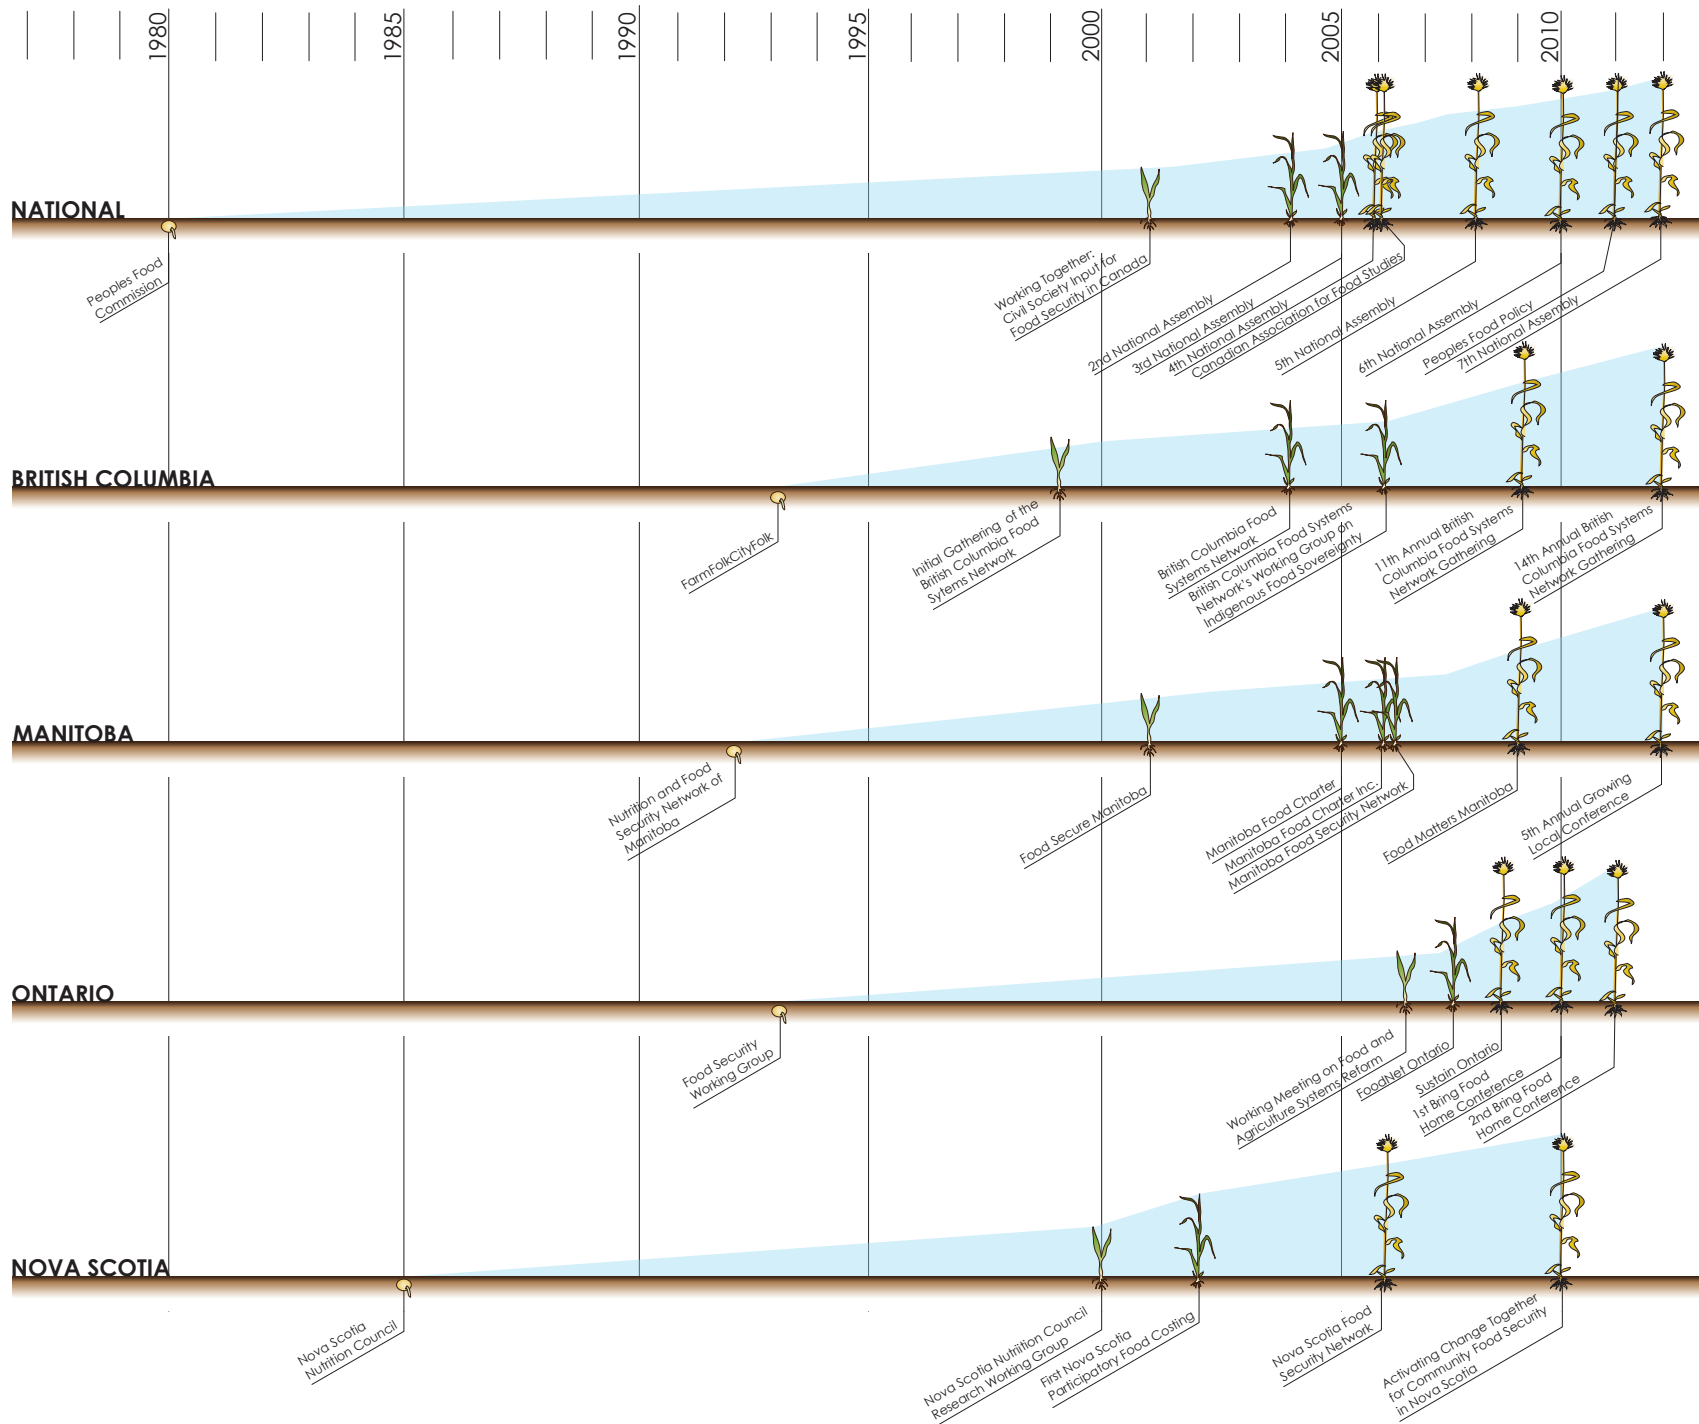 1980
1985
1990
1995
2000
2005
2010
NATIONAL
Peoples Food
Commission
Working Together:
Civil Society Input for
Food Security in Canada
2nd National Assembly
3rd National Assembly
4th National Assembly
Canadian Association for Food Studies
5th National Assembly
6th National Assembly
Peoples Food Policy
7th National Assembly
BRITISH COLUMBIA
FarmFolkCityFolk
Initial Gathering of the
British Columbia Food
Sytems Network
British Columbia Food
Systems Network
British Columbia Food Systems
Network's Working Group on
Indigenous Food Sovereignty
11th Annual British
Columbia Food Systems
Network Gathering
14th Annual British
Columbia Food Systems
Network Gathering
MANITOBA
Nutrition and Food
Security Network of
Manitoba
Food Secure Manitoba
Manitoba Food Charter
Manitoba Food Charter Inc.
Manitoba Food Security Network
Food Matters Manitoba
5th Annual Growing
Local Conference
ONTARIO
Food Security
Working Group
Working Meeting on Food and
Agriculture Systems Reform
FoodNet Ontario
Sustain Ontario
1st Bring Food
Home Conference
2nd Bring Food
Home Conference
NOVA SCOTIA
Nova Scotia
Nutrition Council
Nova Scotia Nutriition Council
Research Working Group
First Nova Scotia
Participatory Food Costing
Nova Scotia Food
Security Network
Activating Change Together
for Community Food Security
in Nova Scotia